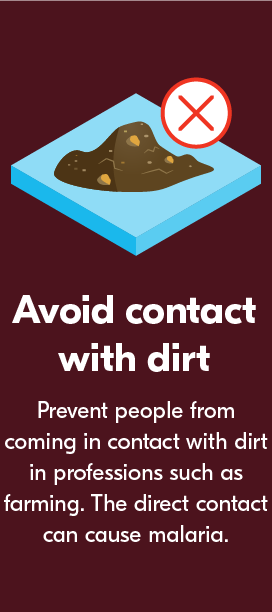 Avoid contact
with dirt
Prevent people from
coming in contact with dirt
in professions such as
farming. The direct contact
can cause malaria.